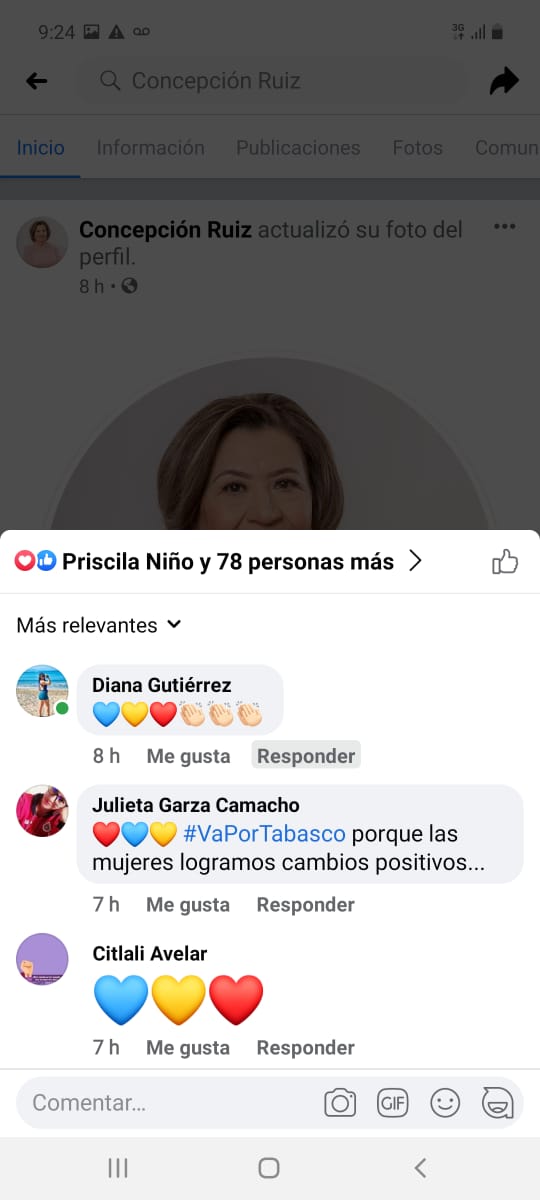 9:24
3G
Concepción Ruiz
Inicio Información Publicaciones Fotos Comun
Concepción Ruiz actualizó su foto del
perfil.
8 h
Priscila Niño y 78 personas más
Más relevantes
Diana Gutiérrez
💙💛❤️👏🏻👏🏻👏🏻
8 h Me gusta Responder
Julieta Garza Camacho
❤️💙💛 #VaPorTabasco porque las
mujeres logramos cambios positivos...
7 h Me gusta Responder
Citlali Avelar
💙💛❤️
7 h Me gusta Responder
Comentar...
GIF